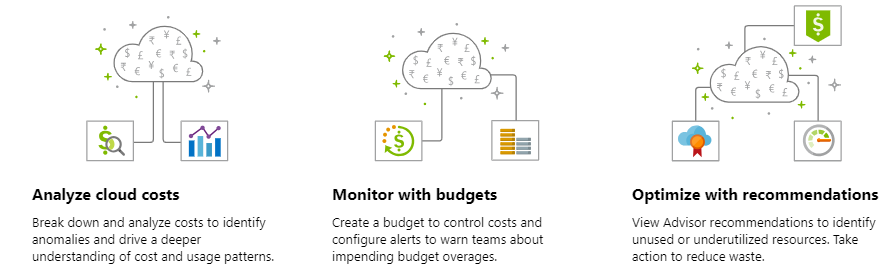 Analyze cloud costs
Break down and analyze costs to identify
anomalies and drive a deeper
understanding of cost and usage patterns.
Monitor with budgets
Create a budget to control costs and
configure alerts to warn teams about
impending budget overages.
Optimize with recommendations
View Advisor recommendations to identify
unused or underutilized resources. Take
action to reduce waste.